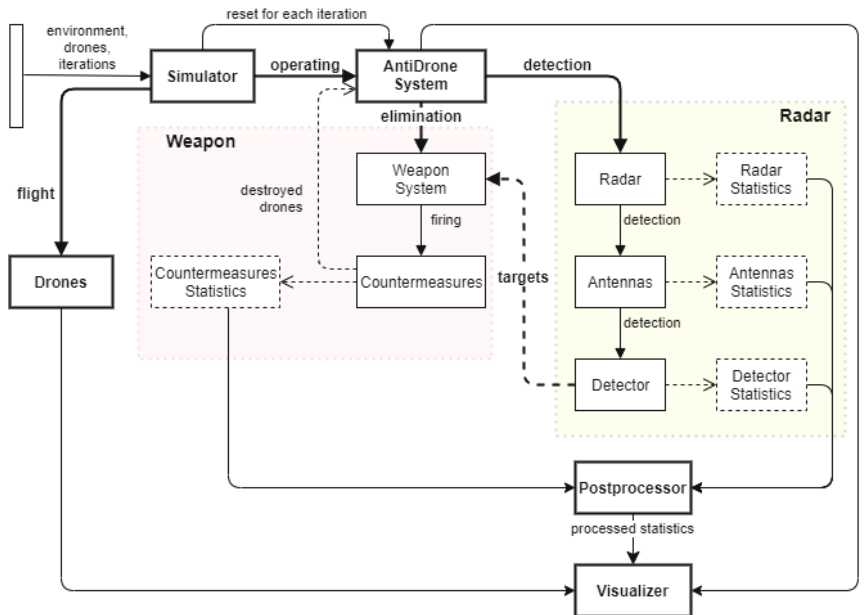 reset for each iteration
environment,
drones,
iterations
Simulator
operating
AntiDrone
System
detection
elimination
Radar
Weapon
flight
destroyed
drones
Weapon
System
firing
Radar
Radar
Statistics
detection
Drones
Countermeasures
Statistics
Countermeasures
targets
Antennas
Antennas
Statistics
detection
Detector
Detector
Statistics
Postprocessor
processed statistics
Visualizer